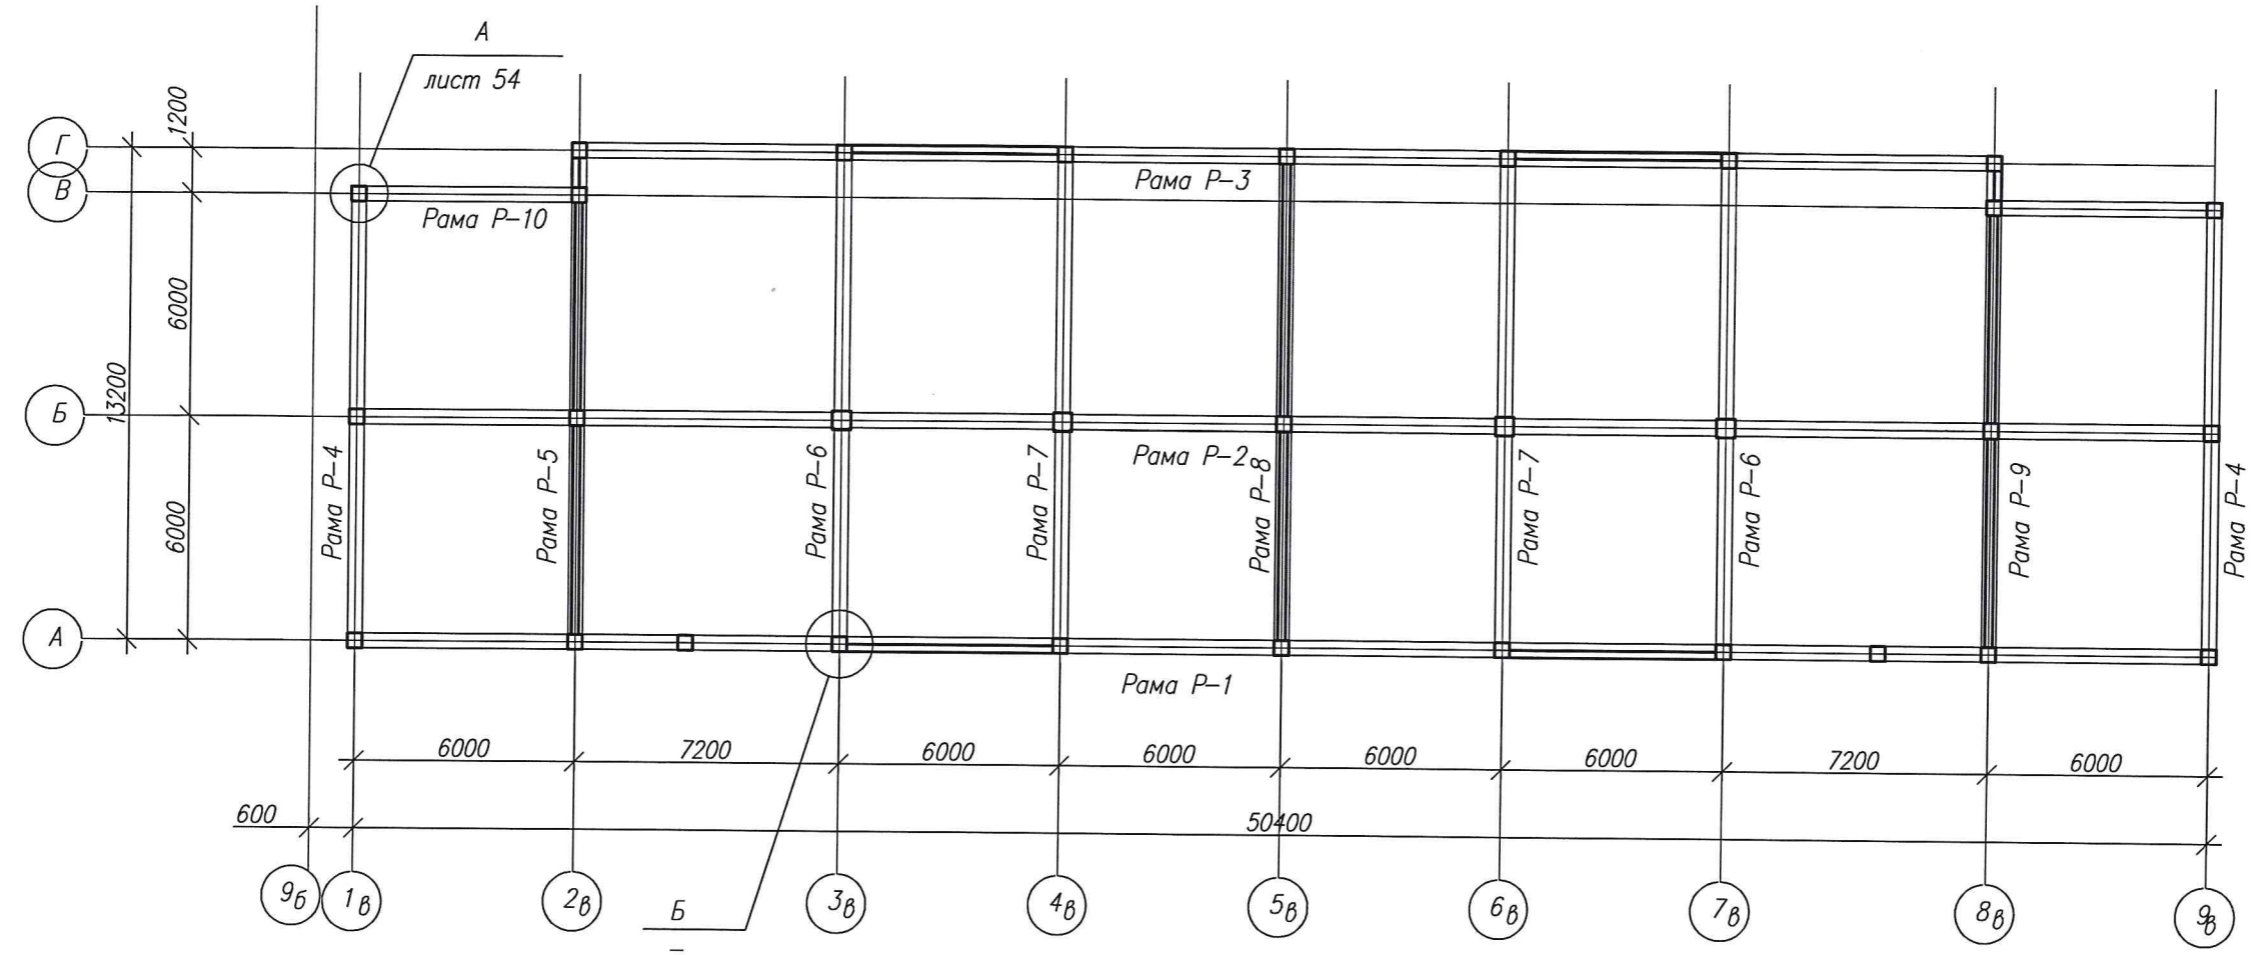 А
лист 54
1200
Г
В
Рама Р-3
Рама Р-10
6000
13200
Б
Рама Р-4
Рама Р-5
Рама Р-6
Рама Р-7
Рама Р-2
Рама Р-8
Рама Р-7
Рама Р-6
Рама Р-9
Рама Р-4
6000
А
Рама Р-1
6000
7200
6000
6000
6000
6000
7200
6000
600
50400
9б
1в
2в
3в
4в
5в
6в
7в
8в
9в
Б
–